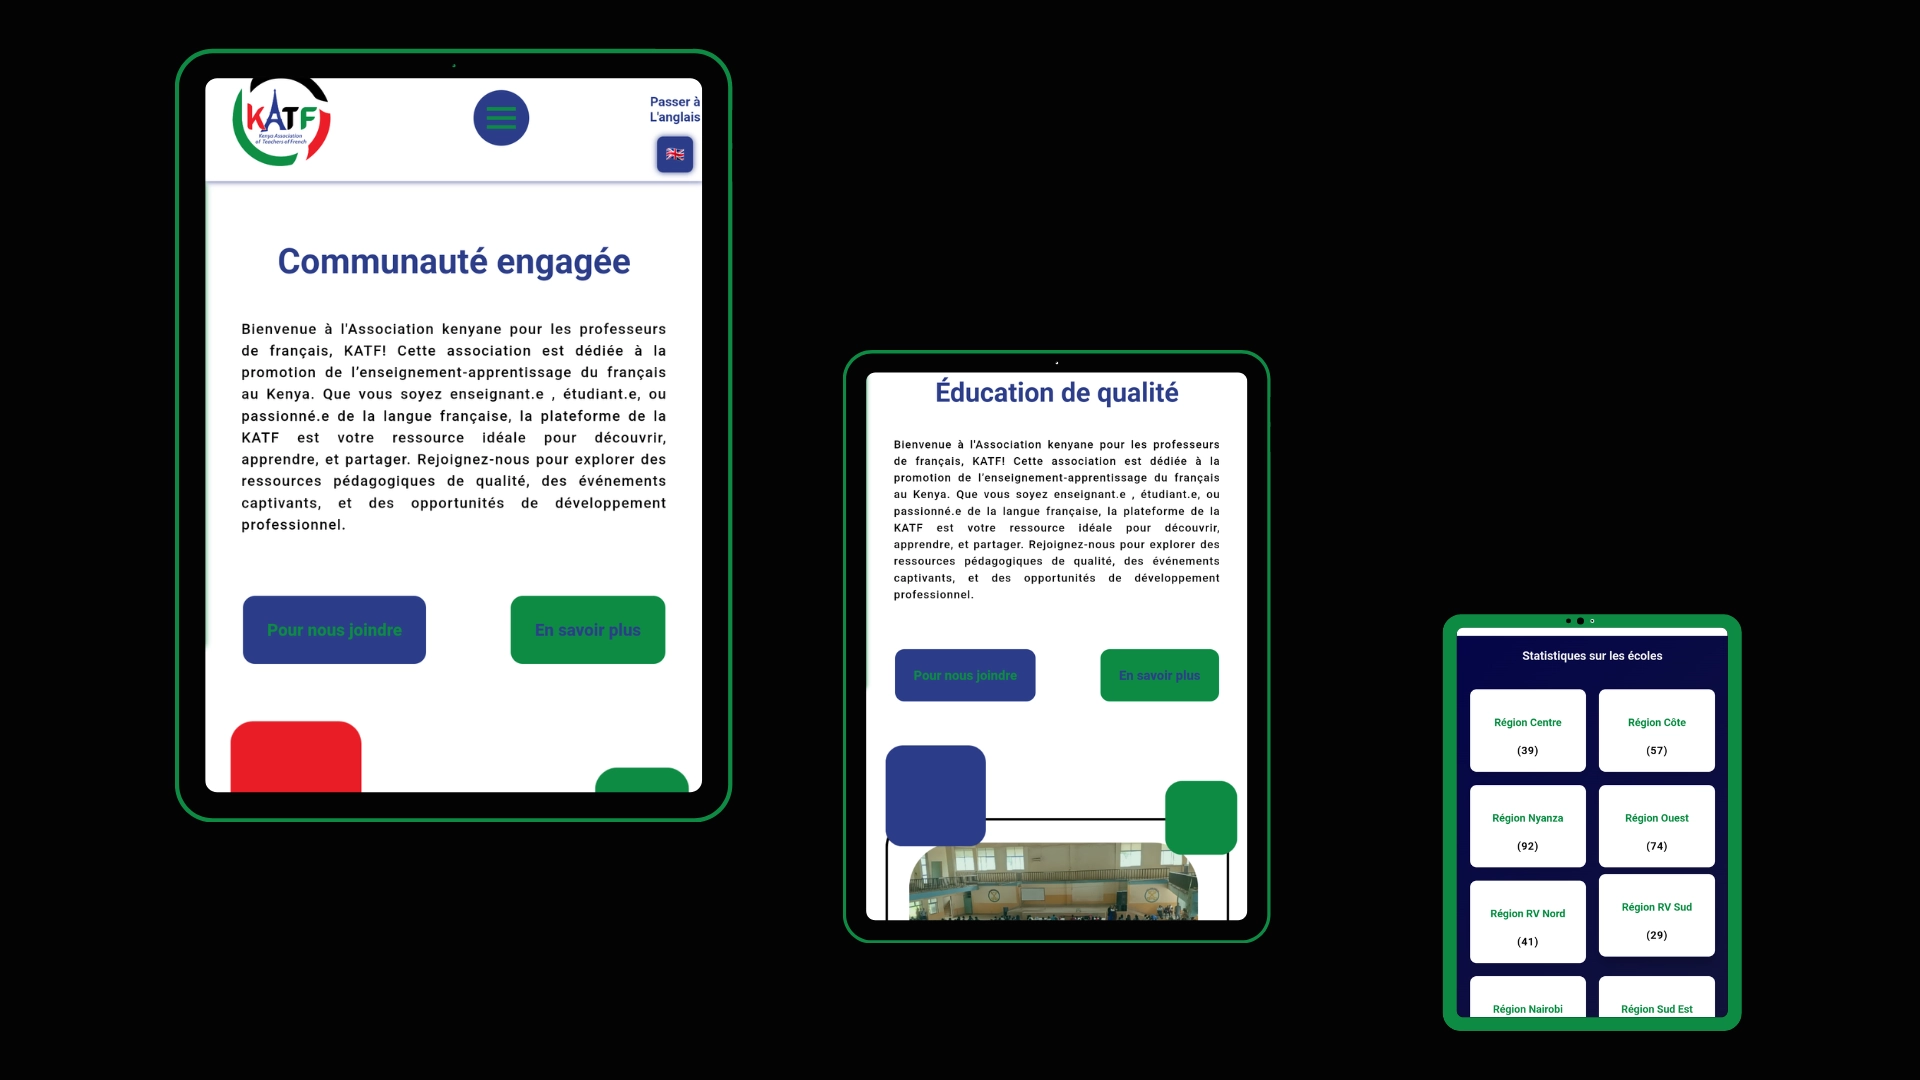 KATF
Kenya Association
of Teachers of French
Passer à
L'anglais
Communauté engagée
Bienvenue à l'Association kenyane pour les professeurs
de français, KATF! Cette association est dédiée à la
promotion de l’enseignement-apprentissage du français
au Kenya. Que vous soyez enseignant.e , étudiant.e, ou
passionné.e de la langue française, la plateforme de la
KATF est votre ressource idéale pour découvrir,
apprendre, et partager. Rejoignez-nous pour explorer des
ressources pédagogiques de qualité, des événements
captivants, et des opportunités de développement
professionnel.
Pour nous joindre
En savoir plus
Éducation de qualité
Bienvenue à l'Association kenyane pour les professeurs
de français, KATF! Cette association est dédiée à la
promotion de l’enseignement-apprentissage du français
au Kenya. Que vous soyez enseignant.e , étudiant.e, ou
passionné.e de la langue française, la plateforme de la
KATF est votre ressource idéale pour découvrir,
apprendre, et partager. Rejoignez-nous pour explorer des
ressources pédagogiques de qualité, des événements
captivants, et des opportunités de développement
professionnel.
Pour nous joindre
En savoir plus
Statistiques sur les écoles
Région Centre
(39)
Région Côte
(57)
Région Nyanza
(92)
Région Ouest
(74)
Région RV Nord
(41)
Région RV Sud
(29)
Région Nairobi
Région Sud Est